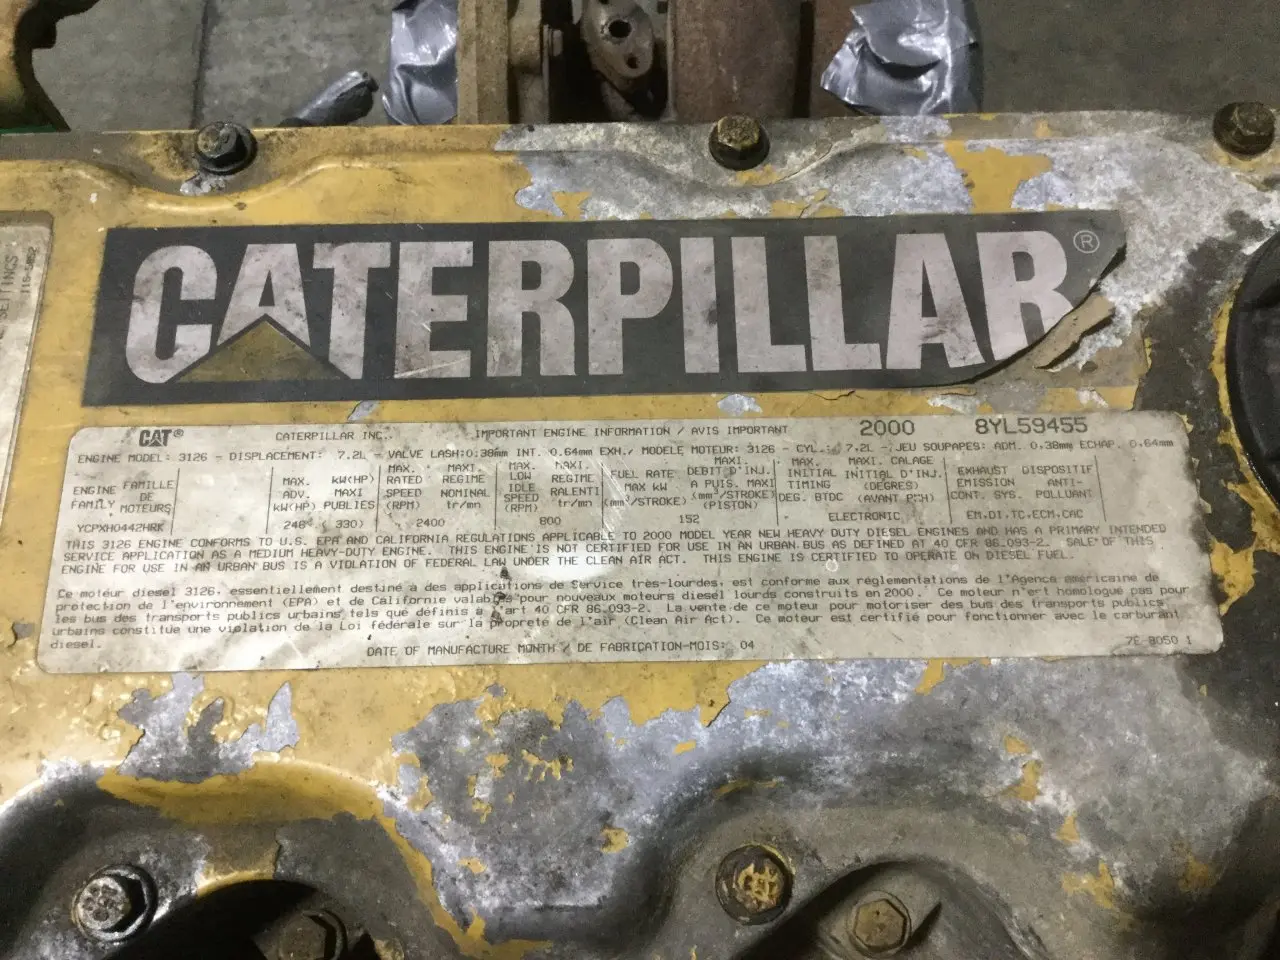 SETTINGS
CATERPILLAR®
CAT® CATERPILLAR INC. IMPORTANT ENGINE INFORMATION / AVIS IMPORTANT 2000 8YL59455
ENGINE MODEL: 3126 - DISPLACEMENT: 7.2L - VALVE LASH:0.38mm INT. 0.64mm EXH./ MODELE MOTEUR: 3126 - CYL.: 7.2L - JEU SOUPAPES: ADM. 0.38mm ECHAP. 0.64mm
ENGINE FAMILLE DE FAMILY MOTEURS
MAX. KW(HP) ADV. MAXI KW(HP) PUBLIES
MAX. MAXI. RATED REGIME SPEED NOMINAL (RPM) tr/mn
MAX. MAXI. LOW REGIME IDLE RALENTI SPEED tr/mn (RPM)
MAXI. FUEL RATE DEBIT D'INJ. MAX kW A PUIS. MAXI (mm³/STROKE) (mm³/STROKE) (PISTON)
MAX. MAXI. CALAGE INITIAL INITIAL D'INJ. TIMING (DEGRES) DEG. BTDC (AVANT PMH)
EXHAUST DISPOSITIF EMISSION ANTI- CONT. SYS. POLLUANT
YCPXH0442HRK 246 ( 330) 2400 800 152 ELECTRONIC EM,DI,TC,ECM,CAC
THIS 3126 ENGINE CONFORMS TO U.S. EPA AND CALIFORNIA REGULATIONS APPLICABLE TO 2000 MODEL YEAR NEW HEAVY DUTY DIESEL ENGINES AND HAS A PRIMARY INTENDED
SERVICE APPLICATION AS A MEDIUM HEAVY-DUTY ENGINE. THIS ENGINE IS NOT CERTIFIED FOR USE IN AN URBAN BUS AS DEFINED AT 40 CFR 86.093-2. SALE OF THIS
ENGINE FOR USE IN AN URBAN BUS IS A VIOLATION OF FEDERAL LAW UNDER THE CLEAN AIR ACT. THIS ENGINE IS CERTIFIED TO OPERATE ON DIESEL FUEL.
Ce moteur diesel 3126, essentiellement destiné à des applications de Service très-lourdes, est conforme aux réglementations de l'Agence américaine de
protection de l'environnement (EPA) et de Californie valables pour nouveaux moteurs diesel lourds construits en 2000. Ce moteur n'ert homologué pas pour
les bus des transports publics urbains tels que définis à l'art 40 CFR 86.093-2. La vente de ce moteur pour motoriser des bus des transports publics
urbains constitue une violation de la Loi fédérale sur la propreté de l'air (Clean Air Act). Ce moteur est certifié pour fonctionner avec le carburant
diesel.
DATE OF MANUFACTURE MONTH / DE FABRICATION-MOIS: 04 7E-8050 1